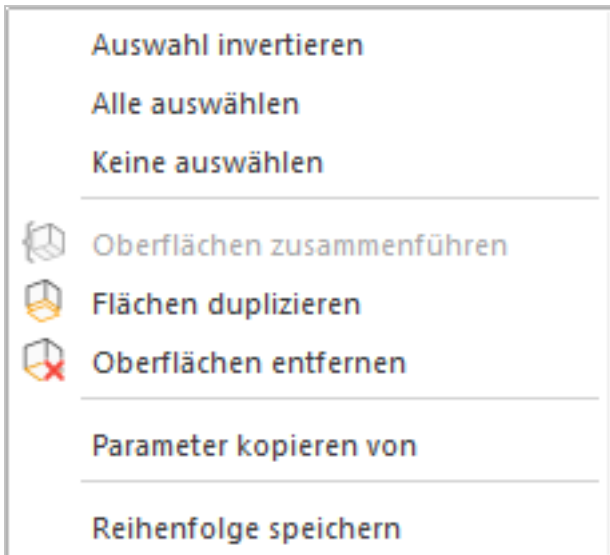 Auswahl invertieren
Alle auswählen
Keine auswählen
Oberflächen zusammenführen
Flächen duplizieren
Oberflächen entfernen
Parameter kopieren von
Reihenfolge speichern